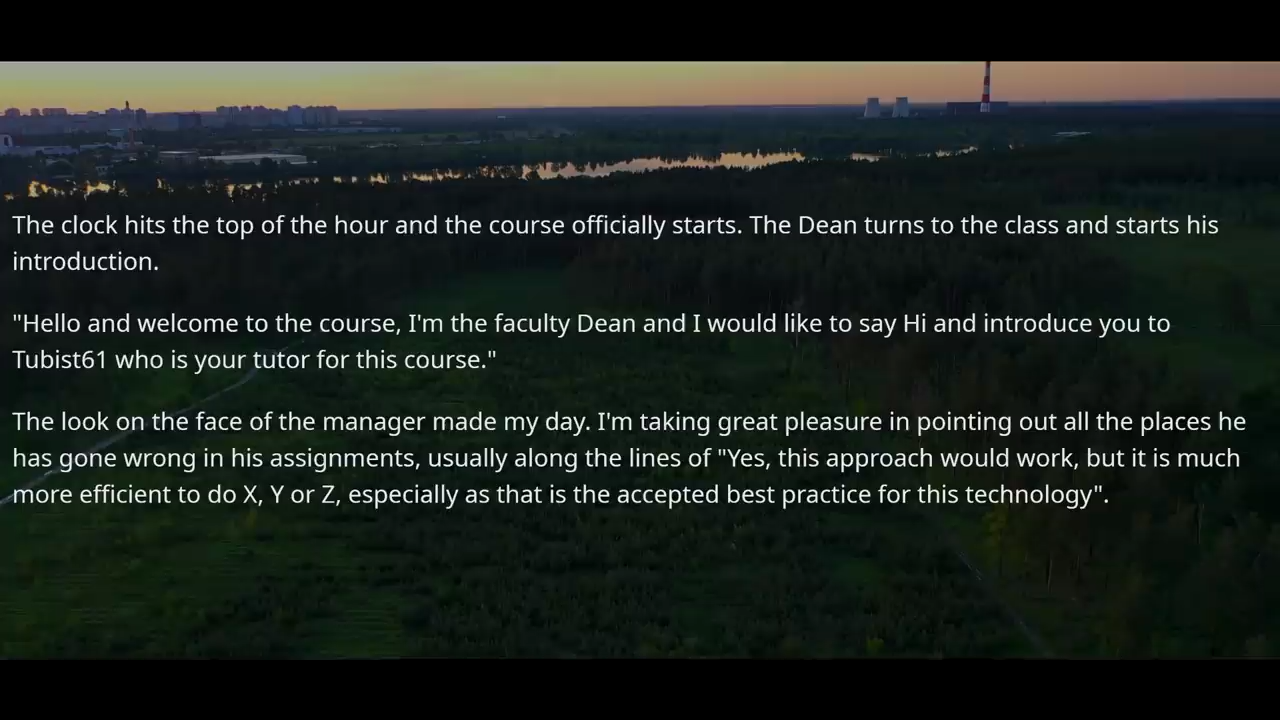 The clock hits the top of the hour and the course officially starts. The Dean turns to the class and starts his
introduction.
"Hello and welcome to the course, I'm the faculty Dean and I would like to say Hi and introduce you to
Tubist61 who is your tutor for this course."
The look on the face of the manager made my day. I'm taking great pleasure in pointing out all the places he
has gone wrong in his assignments, usually along the lines of "Yes, this approach would work, but it is much
more efficient to do X, Y or Z, especially as that is the accepted best practice for this technology".